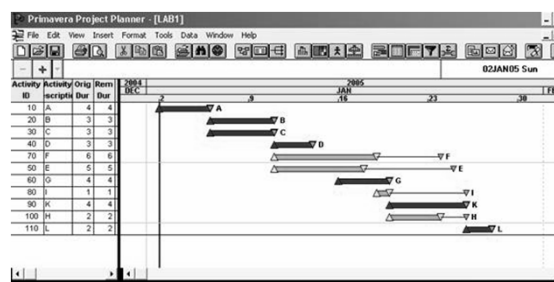 Primavera Project Planner - [LAB1]
File Edit View Insert Format Tools Data Window Help
02JAN05 Sun
Activity Activity Orig Rem 2004 2005
ID scriptio Dur Dur DEC JAN
2 9 16 23 30
10 A 4 4 A
20 B 3 3 B
30 C 3 3 C
40 D 3 3 D
70 F 6 6 F
50 E 5 5 E
60 G 4 4 G
80 I 1 1 I
90 K 4 4 K
100 H 2 2 H
110 L 2 2 L